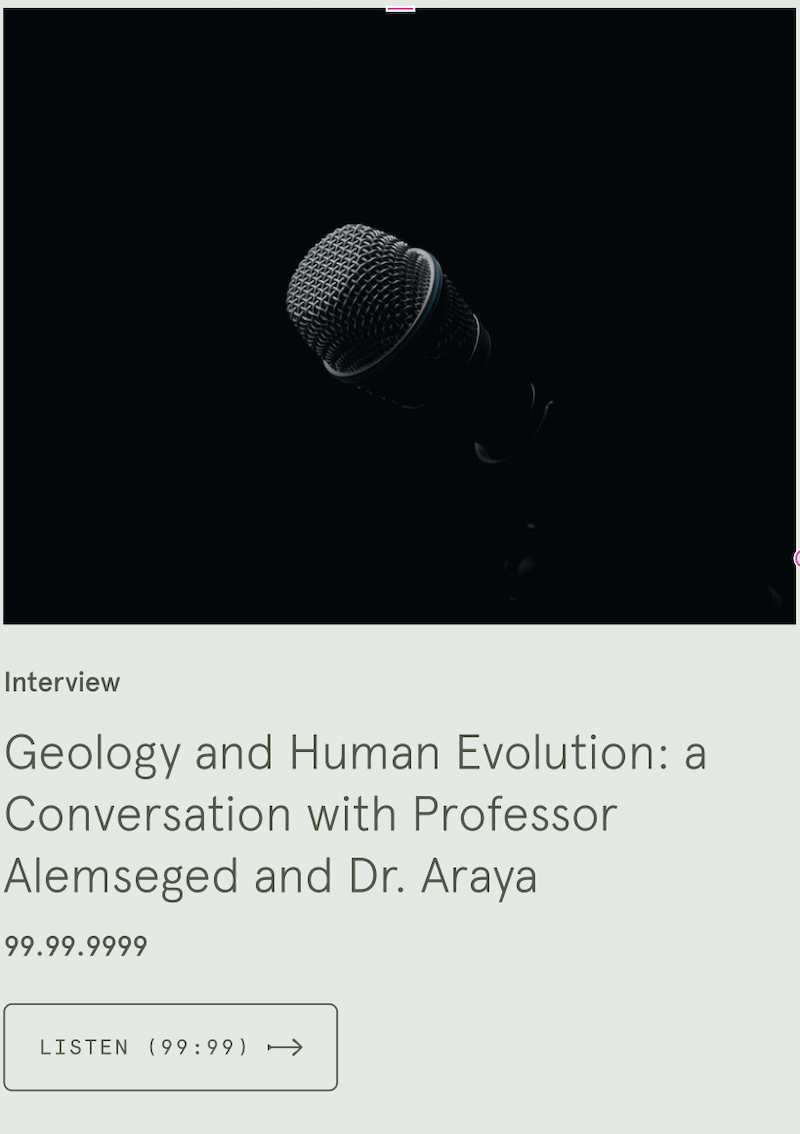 Interview
Geology and Human Evolution: a
Conversation with Professor
Alemseged and Dr. Araya
99.99.9999
LISTEN (99:99)